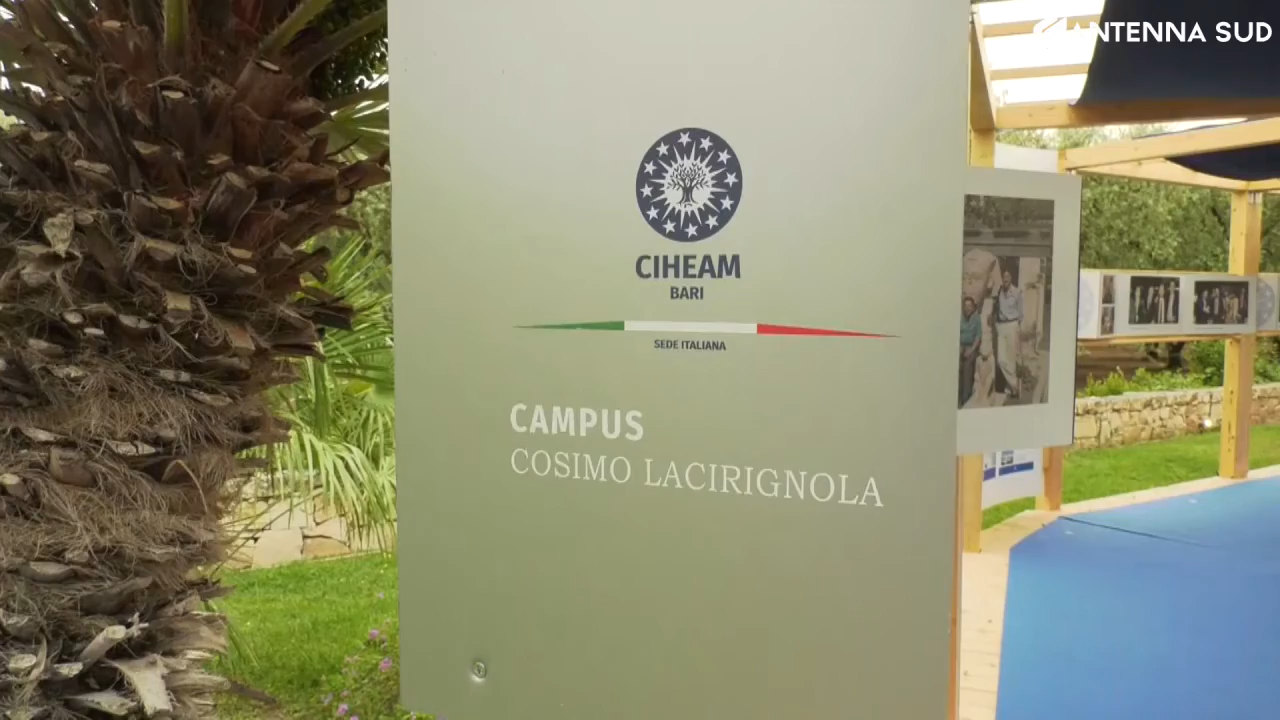 ANTENNA SUD
CIHEAM
BARI
SEDE ITALIANA
CAMPUS
COSIMO LACIRIGNOLA